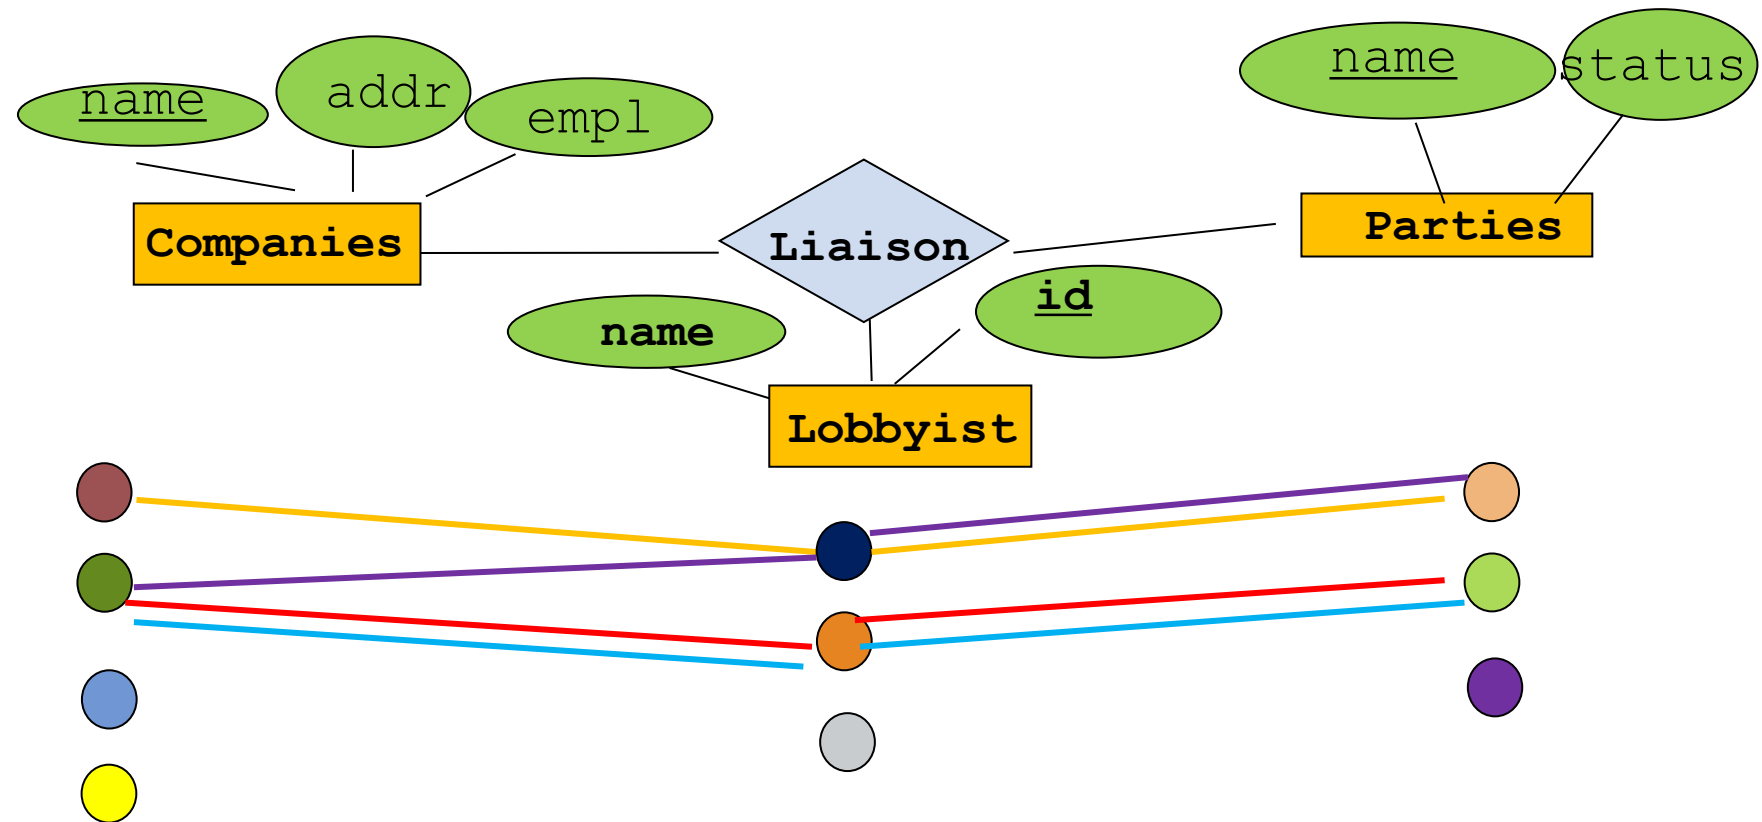 name
addr
empl
name
status
Companies
Liaison
Parties
name
id
Lobbyist